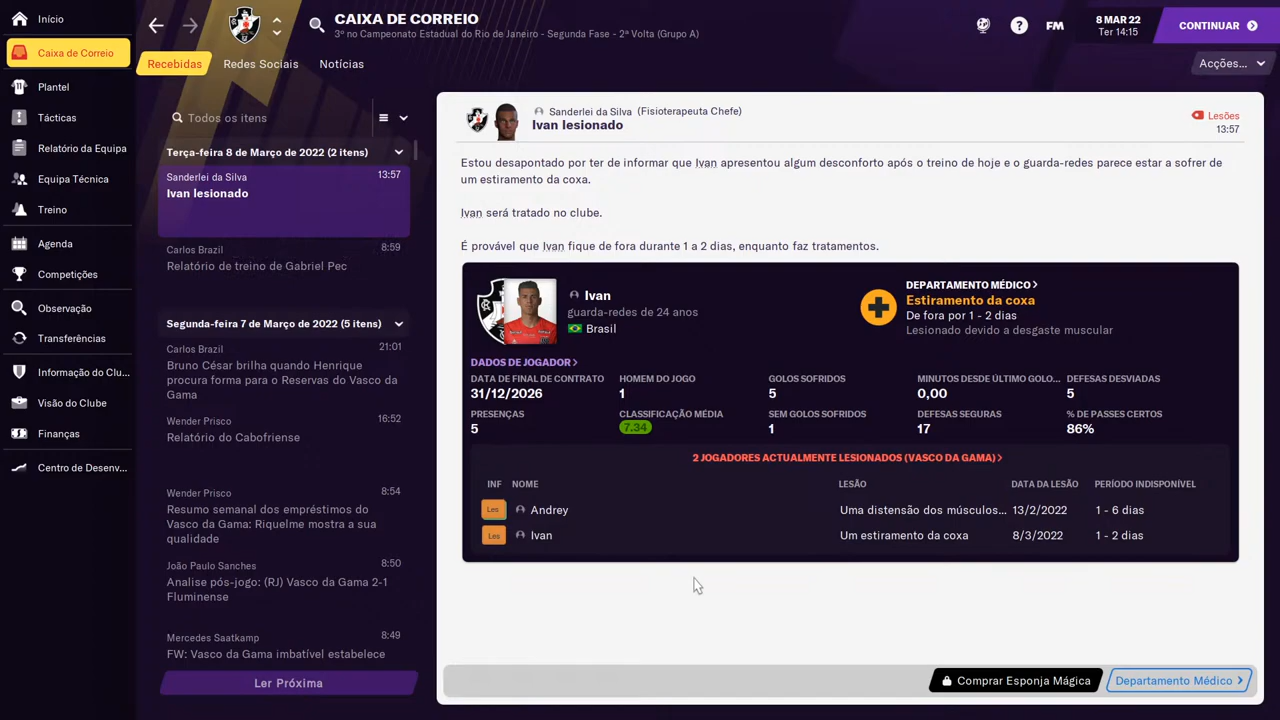 Início
Caixa de Correio
Plantel
Tácticas
Relatório da Equipa
Equipa Técnica
Treino
Agenda
Competições
Observação
Transferências
Informação do Clu...
Visão do Clube
Finanças
Centro de Desenv...
CAIXA DE CORREIO
3º no Campeonato Estadual do Rio de Janeiro - Segunda Fase - 2ª Volta (Grupo A)
?
FM
8 MAR 22
Ter 14:15
CONTINUAR
Recebidas
Redes Sociais
Notícias
Acções...
Todos os itens
Terça-feira 8 de Março de 2022 (2 itens)
Sanderlei da Silva 13:57
Ivan lesionado
Carlos Brazil 8:59
Relatório de treino de Gabriel Pec
Segunda-feira 7 de Março de 2022 (5 itens)
Carlos Brazil 21:01
Bruno César brilha quando Henrique
procura forma para o Reservas do Vasco da
Gama
Wender Prisco 16:52
Relatório do Cabofriense
Wender Prisco 8:54
Resumo semanal dos empréstimos do
Vasco da Gama: Riquelme mostra a sua
qualidade
João Paulo Sanches 8:50
Analise pós-jogo: (RJ) Vasco da Gama 2-1
Fluminense
Mercedes Saatkamp 8:49
FW: Vasco da Gama imbatível estabelece
Ler Próxima
Sanderlei da Silva (Fisioterapeuta Chefe)
Ivan lesionado
Lesões
13:57
Estou desapontado por ter de informar que Ivan apresentou algum desconforto após o treino de hoje e o guarda-redes parece estar a sofrer de
um estiramento da coxa.
Ivan será tratado no clube.
É provável que Ivan fique de fora durante 1 a 2 dias, enquanto faz tratamentos.
Ivan
guarda-redes de 24 anos
Brasil
DEPARTAMENTO MÉDICO
Estiramento da coxa
De fora por 1 - 2 dias
Lesionado devido a desgaste muscular
DADOS DE JOGADOR
DATA DE FINAL DE CONTRATO HOMEM DO JOGO GOLOS SOFRIDOS MINUTOS DESDE ÚLTIMO GOLO... DEFESAS DESVIADAS
31/12/2026 1 5 0,00 5
PRESENÇAS CLASSIFICAÇÃO MÉDIA SEM GOLOS SOFRIDOS DEFESAS SEGURAS % DE PASSES CERTOS
5 7.34 1 17 86%
2 JOGADORES ACTUALMENTE LESIONADOS (VASCO DA GAMA)
INF NOME LESÃO DATA DA LESÃO PERÍODO INDISPONÍVEL
Les Andrey Uma distensão dos músculos... 13/2/2022 1 - 6 dias
Les Ivan Um estiramento da coxa 8/3/2022 1 - 2 dias
Comprar Esponja Mágica
Departamento Médico